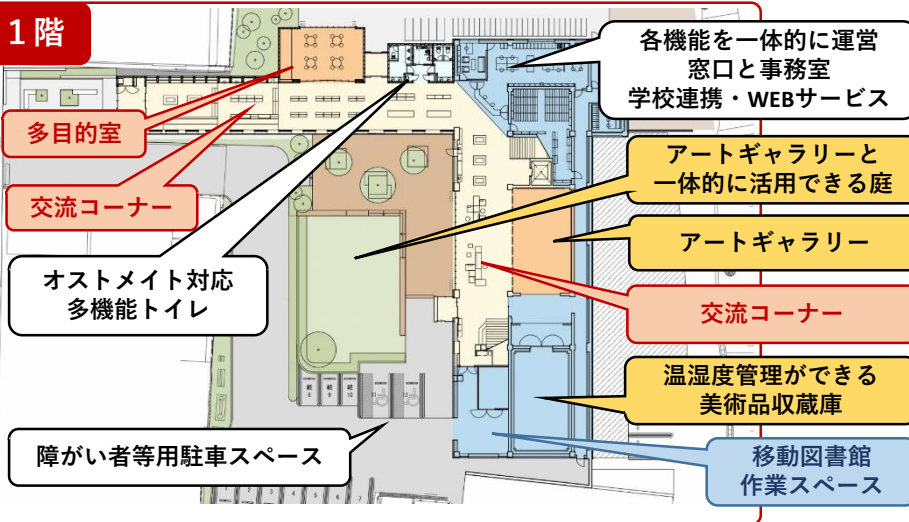 1階
各機能を一体的に運営
窓口と事務室
学校連携・WEBサービス
多目的室
アートギャラリーと
一体的に活用できる庭
交流コーナー
アートギャラリー
オストメイト対応
多機能トイレ
交流コーナー
温湿度管理ができる
美術品収蔵庫
障がい者等用駐車スペース
移動図書館
作業スペース
軽
8
軽
9
軽
10